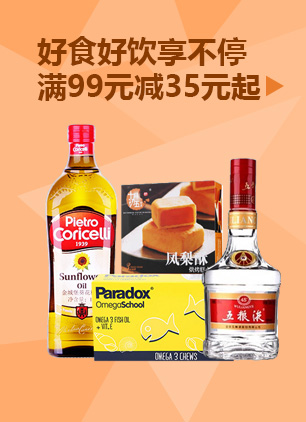 好食好饮享不停
满99元减35元起
Pietro
Coricelli
1939
Sunflower
Oil
凤梨酥
Paradox
OmegaSchool
OMEGA 3 FISH OIL
+ VIT. E
OMEGA 3 CHEWS
五粮液